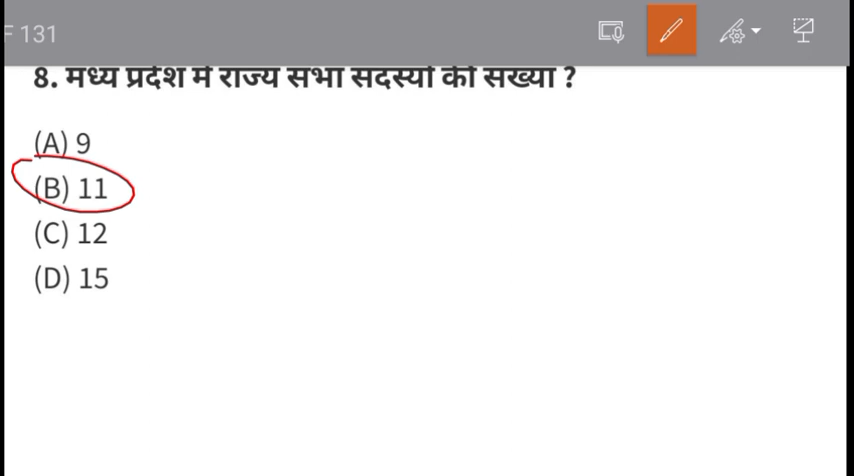 F 131
8. मध्य प्रदेश में राज्य सभा सदस्यों की संख्या ?
(A) 9
(B) 11
(C) 12
(D) 15